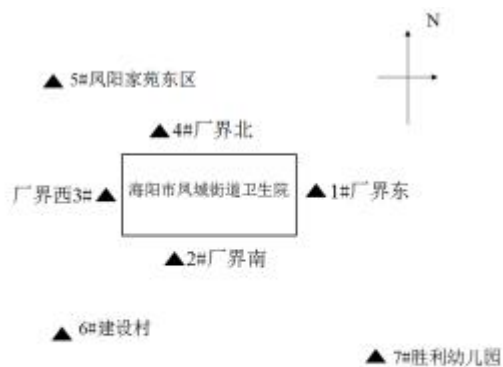 N
5#凤阳家苑东区
4#厂界北
厂界西3#
海阳市凤城街道卫生院
1#厂界东
2#厂界南
6#建设村
7#胜利幼儿园